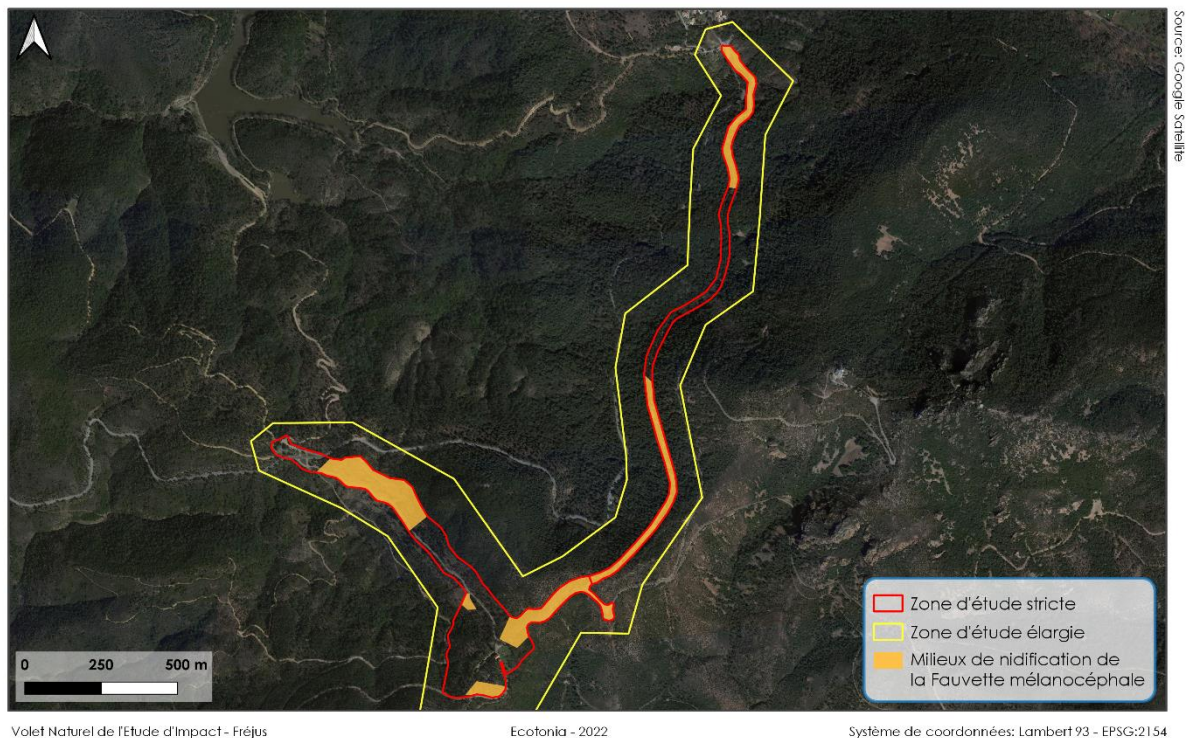 Source: Google Satellite
Zone d'étude stricte
Zone d'étude élargie
Milieux de nidification de
la Fauvette mélanocéphale
0 250 500 m
Volet Naturel de l'Etude d'Impact - Fréjus
Ecotonia - 2022
Système de coordonnées: Lambert 93 - EPSG:2154